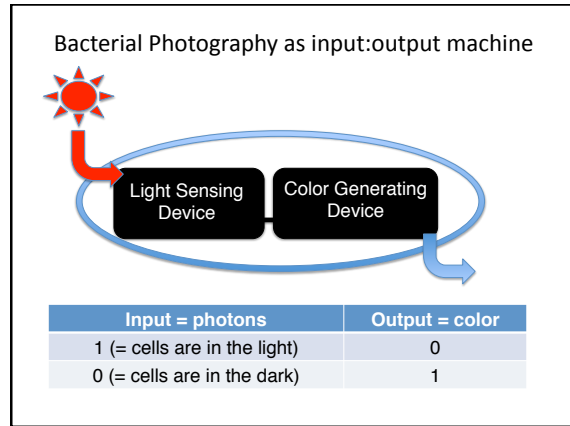 Bacterial Photography as input:output machine
Light Sensing
Device
Color Generating
Device
Input = photons
Output = color
1 (= cells are in the light)
0
0 (= cells are in the dark)
1